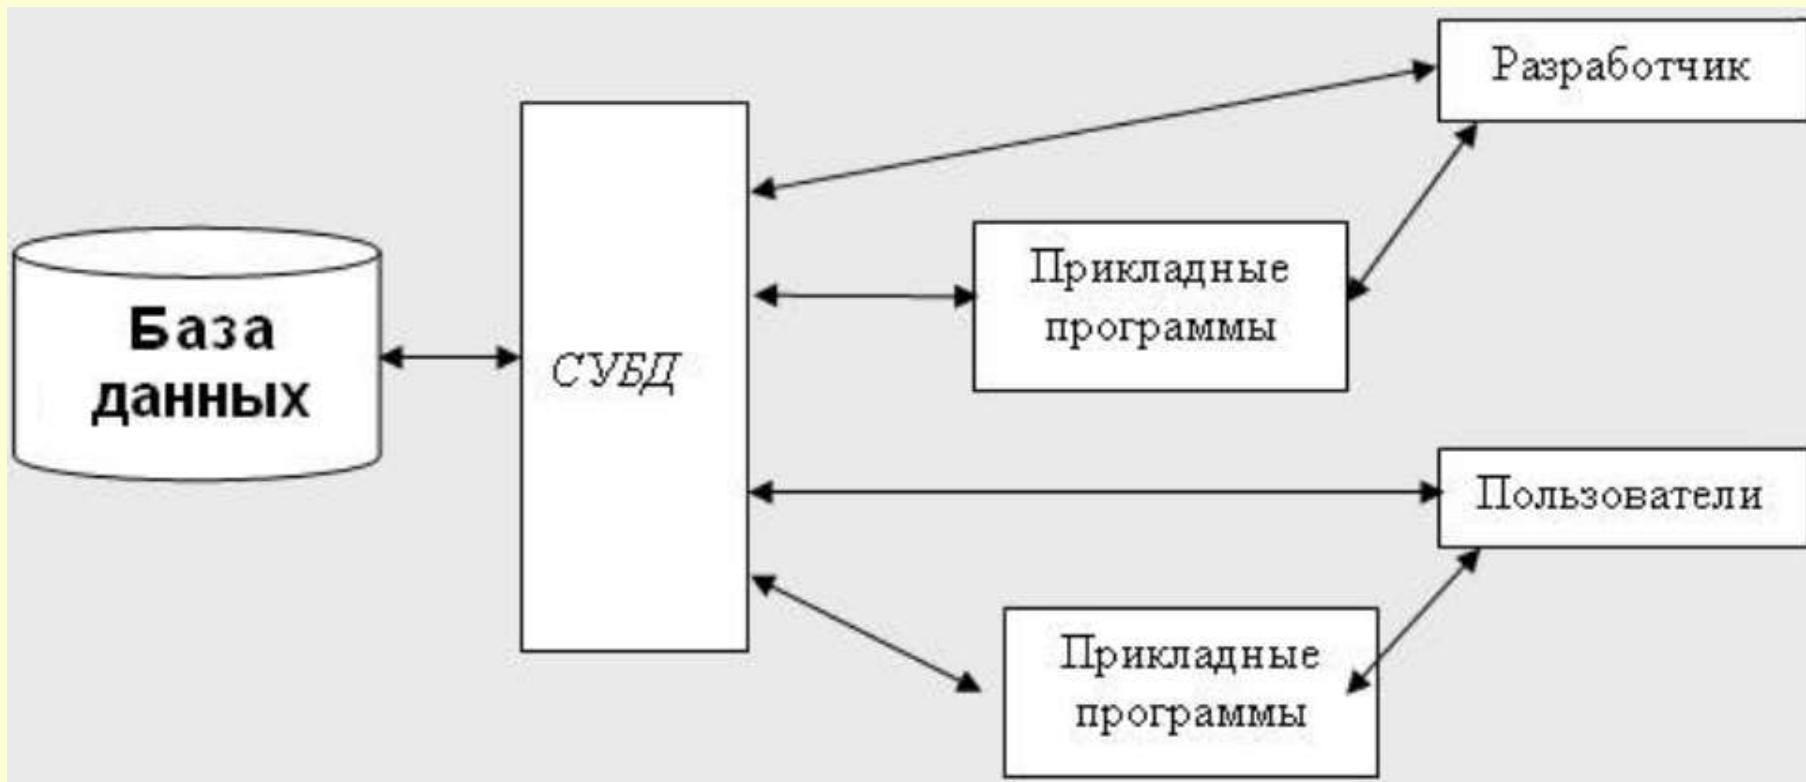 Разработчик
Прикладные
программы
База
данных
СУБД
Пользователи
Прикладные
программы